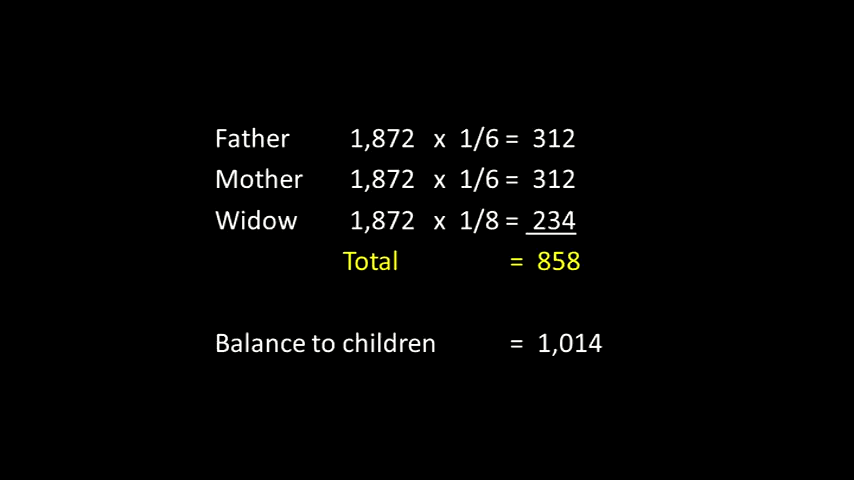 Father 1,872 x 1/6 = 312
Mother 1,872 x 1/6 = 312
Widow 1,872 x 1/8 = 234
Total = 858
Balance to children = 1,014